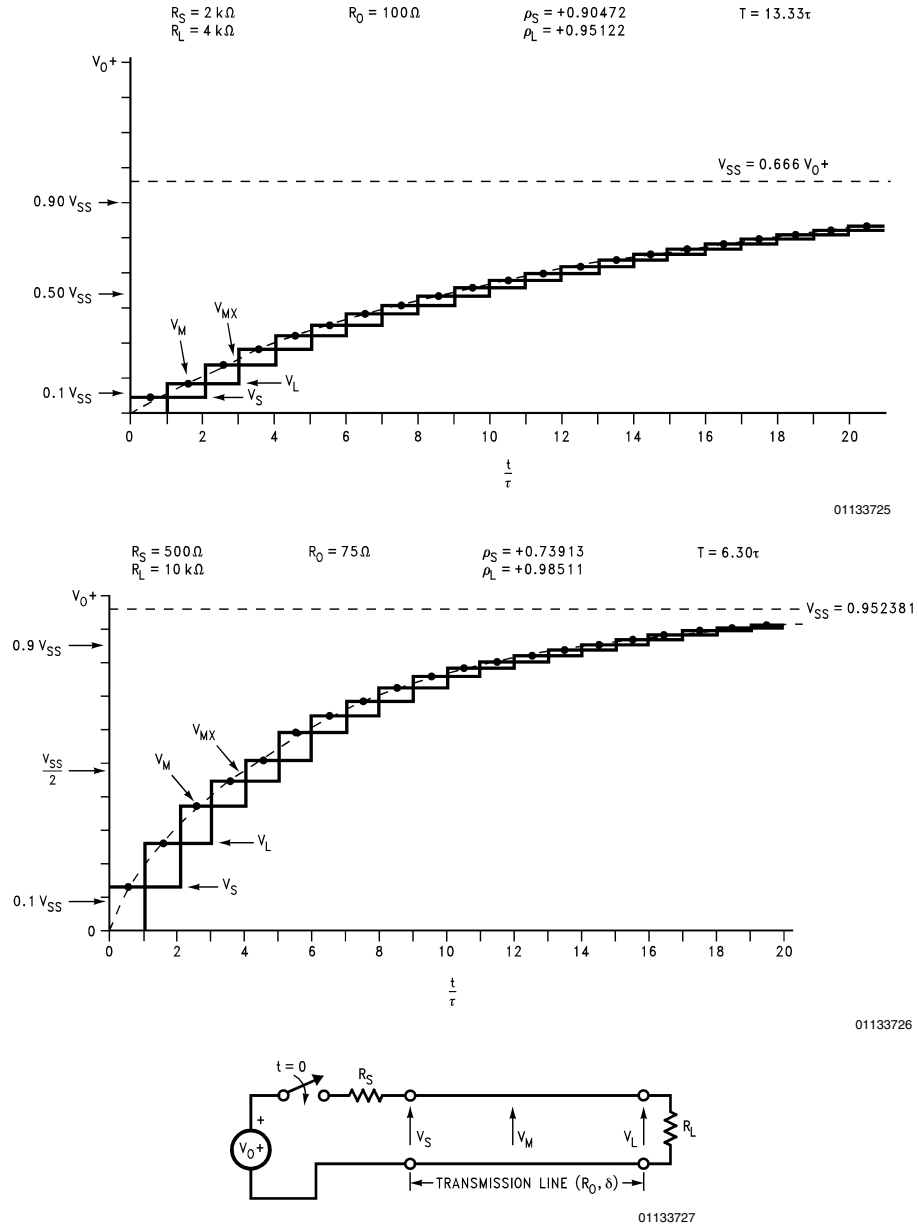 R_S = 2 kΩ R_O = 100Ω ρ_S = +0.90472 T = 13.33τ
R_L = 4 kΩ ρ_L = +0.95122
V_O+
V_SS = 0.666 V_O+
0.90 V_SS
0.50 V_SS
V_M V_MX
0.1 V_SS V_L
V_S
0 2 4 6 8 10 12 14 16 18 20
t
τ
01133725
R_S = 500Ω R_O = 75Ω ρ_S = +0.73913 T = 6.30τ
R_L = 10 kΩ ρ_L = +0.98511
V_O+
V_SS = 0.952381
0.9 V_SS
V_MX
V_M
V_SS
2
V_L
V_S
0.1 V_SS
0
0 2 4 6 8 10 12 14 16 18 20
t
τ
01133726
t = 0 R_S
+
V_O+ V_S V_M V_L R_L
TRANSMISSION LINE (R_O, δ)
01133727